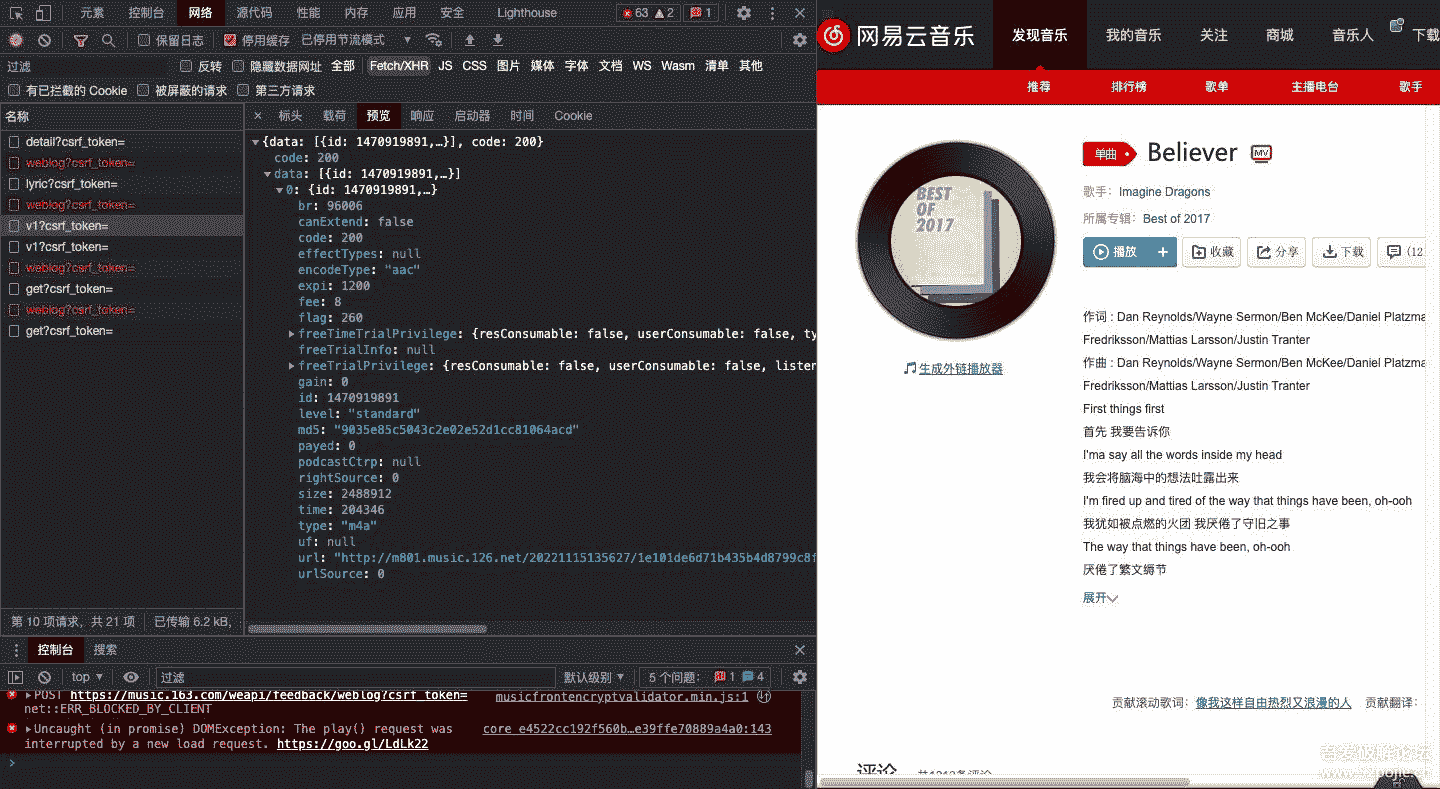 元素 控制台 网络 源代码 性能 内存 应用 安全 Lighthouse 63 2 1
保留日志 停用缓存 已停用节流模式
过滤 反转 隐藏数据网址 全部 Fetch/XHR JS CSS 图片 媒体 字体 文档 WS Wasm 清单 其他
有已拦截的 Cookie 被屏蔽的请求 第三方请求
名称
detail?csrf_token=
weblog?csrf_token=
lyric?csrf_token=
weblog?csrf_token=
v1?csrf_token=
v1?csrf_token=
weblog?csrf_token=
get?csrf_token=
weblog?csrf_token=
get?csrf_token=
第 10 项请求，共 21 项 已传输 6.2 kB,
标头 载荷 预览 响应 启动器 时间 Cookie
{data: [{id: 1470919891,…}], code: 200}
code: 200
data: [{id: 1470919891,…}]
0: {id: 1470919891,…}
br: 96006
canExtend: false
code: 200
effectTypes: null
encodeType: "aac"
expi: 1200
fee: 8
flag: 260
freeTimeTrialPrivilege: {resConsumable: false, userConsumable: false, ty
freeTrialInfo: null
freeTrialPrivilege: {resConsumable: false, userConsumable: false, listen
gain: 0
id: 1470919891
level: "standard"
md5: "9035e85c5043c2e02e52d1cc81064acd"
payed: 0
podcastCtrp: null
rightSource: 0
size: 2488912
time: 204346
type: "m4a"
uf: null
url: "http://m801.music.126.net/20221115135627/1e101de6d71b435b4d8799c8f
urlSource: 0
控制台 搜索
top 过滤 默认级别 5 个问题: 1 4
POST https://music.163.com/weapi/feedback/weblog?csrf_token= musicfrontencryptvalidator.min.js:1
net::ERR_BLOCKED_BY_CLIENT
Uncaught (in promise) DOMException: The play() request was core_e4522cc192f560b…e39ffe70889a4a0:143
interrupted by a new load request. https://goo.gl/LdLk22
网易云音乐 发现音乐 我的音乐 关注 商城 音乐人 下载
推荐 排行榜 歌单 主播电台 歌手
BEST
OF
2017
生成外链播放器
单曲 Believer MV
歌手：Imagine Dragons
所属专辑：Best of 2017
播放 + 收藏 分享 下载 (12
作词 : Dan Reynolds/Wayne Sermon/Ben McKee/Daniel Platzma
Fredriksson/Mattias Larsson/Justin Tranter
作曲 : Dan Reynolds/Wayne Sermon/Ben McKee/Daniel Platzma
Fredriksson/Mattias Larsson/Justin Tranter
First things first
首先 我要告诉你
I'ma say all the words inside my head
我会将脑海中的想法吐露出来
I'm fired up and tired of the way that things have been, oh-ooh
我犹如被点燃的火团 我厌倦了守旧之事
The way that things have been, oh-ooh
厌倦了繁文缛节
展开
贡献滚动歌词：像我这样自由热烈又浪漫的人 贡献翻译：
评论 共1213条评论
吾爱破解论坛
www.52pojie.cn